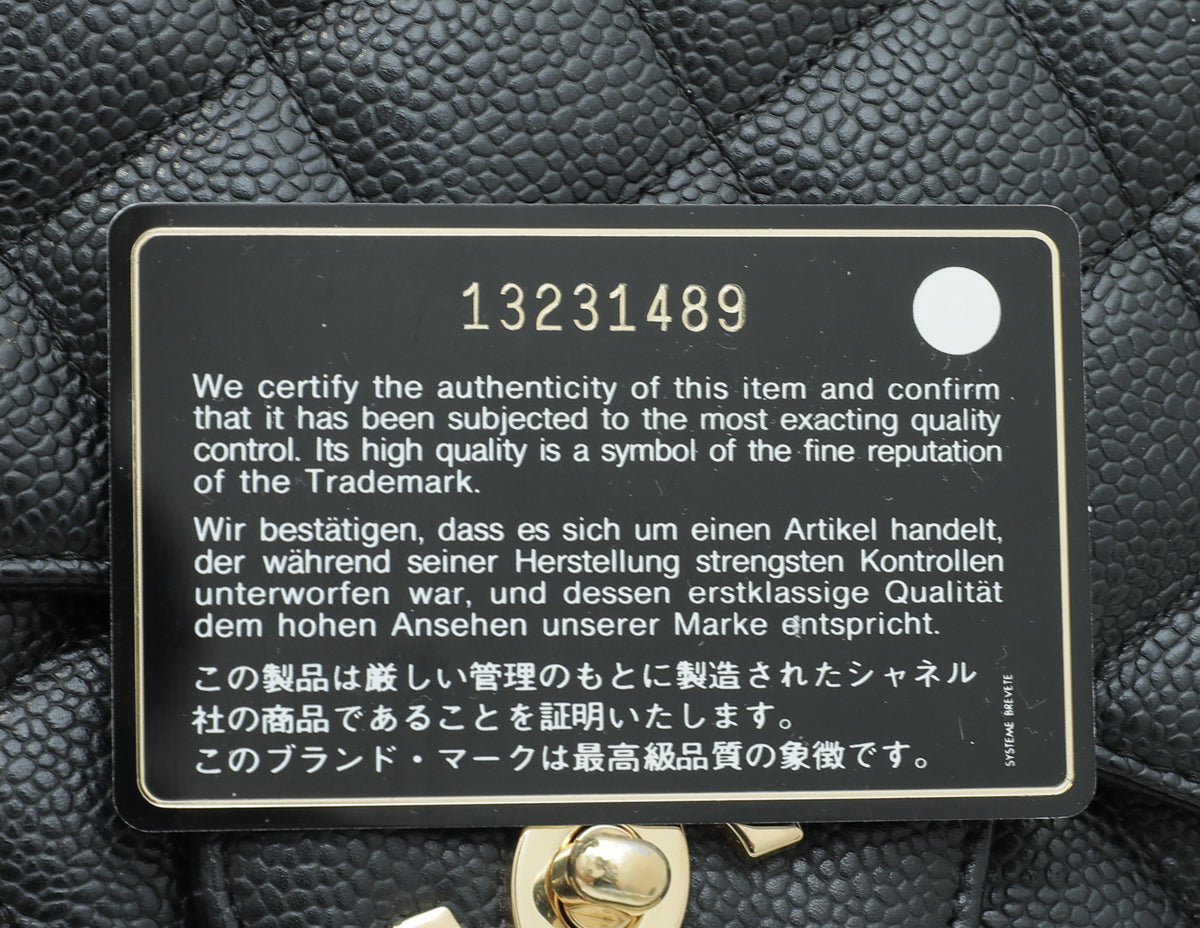 13231489
We certify the authenticity of this item and confirm
that it has been subjected to the most exacting quality
control. Its high quality is a symbol of the fine reputation
of the Trademark.
Wir bestätigen, dass es sich um einen Artikel handelt,
der während seiner Herstellung strengsten Kontrollen
unterworfen war, und dessen erstklassige Qualität
dem hohen Ansehen unserer Marke entspricht.
この製品は厳しい管理のもとに製造されたシャネル
社の商品であることを証明いたします。
このブランド・マークは最高級品質の象徴です。
SYSTEME BREVETE